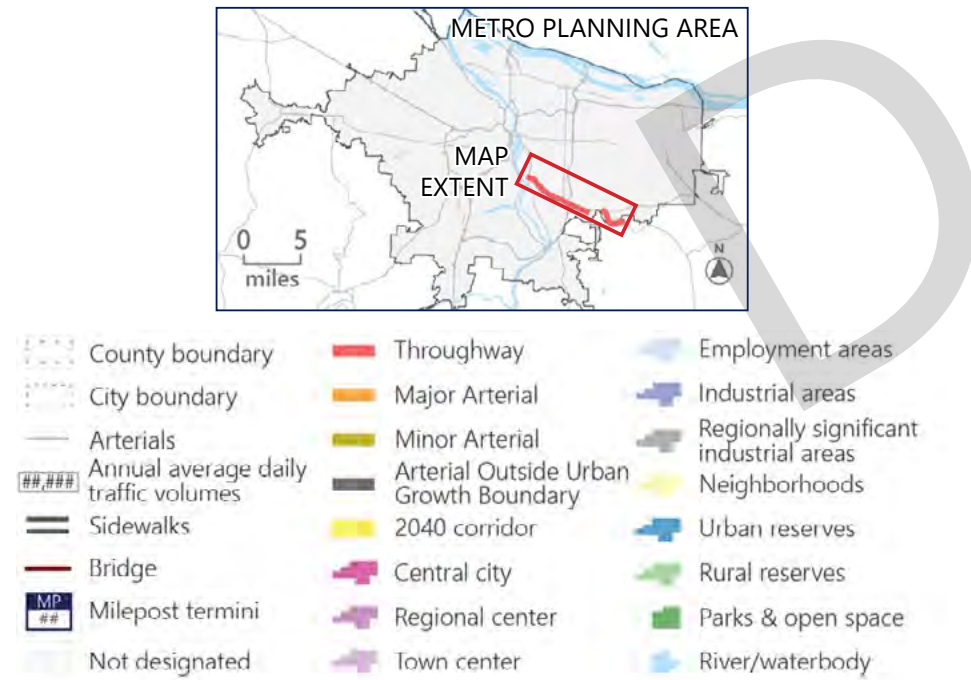 METRO PLANNING AREA
MAP
EXTENT
0 5
miles
N
D
County boundary
City boundary
Arterials
##,### Annual average daily
traffic volumes
Sidewalks
Bridge
MP
##
Milepost termini
Not designated
Throughway
Major Arterial
Minor Arterial
Arterial Outside Urban
Growth Boundary
2040 corridor
Central city
Regional center
Town center
Employment areas
Industrial areas
Regionally significant
industrial areas
Neighborhoods
Urban reserves
Rural reserves
Parks & open space
River/waterbody